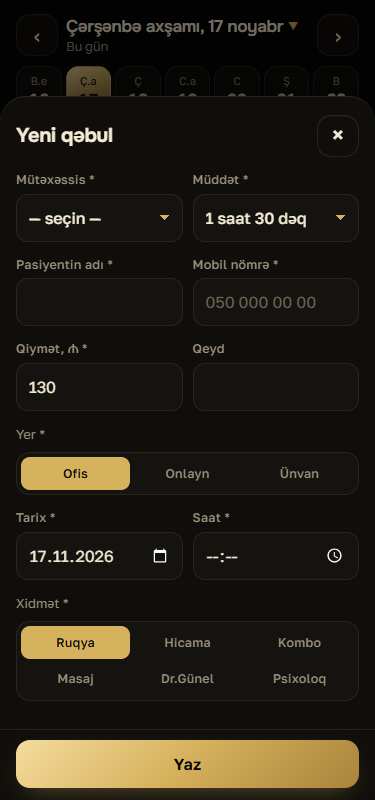 ‹ Çərşənbə axşamı, 17 noyabr ▾ ›
Bu gün
B.e Ç.a Ç C.a C Ş B
Yeni qəbul ×
Mütəxəssis * Müddət *
— seçin — 1 saat 30 dəq
Pasiyentin adı * Mobil nömrə *
050 000 00 00
Qiymət, ₼ * Qeyd
130
Yer *
Ofis Onlayn Ünvan
Tarix * Saat *
17.11.2026 --:--
Xidmət *
Ruqya Hicama Kombo
Masaj Dr.Günel Psixoloq
Yaz